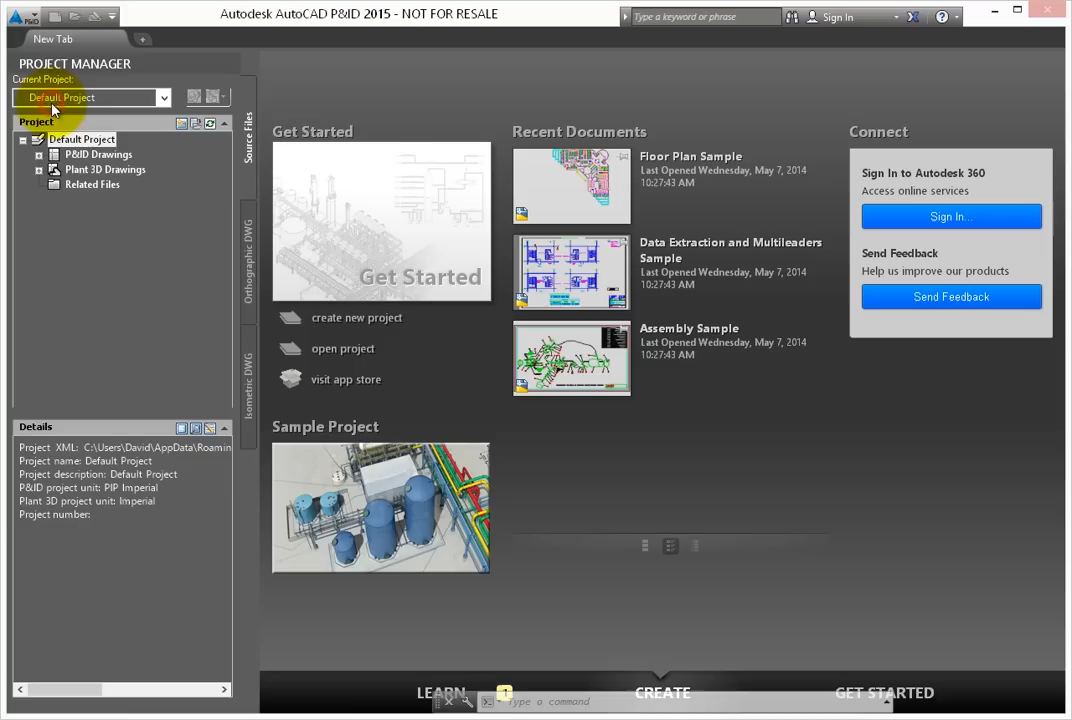 P&ID
Autodesk AutoCAD P&ID 2015 - NOT FOR RESALE
Type a keyword or phrase
Sign In
New Tab
PROJECT MANAGER
Current Project:
Default Project
Project
Default Project
P&ID Drawings
Plant 3D Drawings
Related Files
Source Files
Orthographic DWG
Isometric DWG
Details
Project XML: C:\Users\David\AppData\Roamin
Project name: Default Project
Project description: Default Project
P&ID project unit: PIP Imperial
Plant 3D project unit: Imperial
Project number:
Get Started
Get Started
create new project
open project
visit app store
Sample Project
Recent Documents
Floor Plan Sample
Last Opened Wednesday, May 7, 2014
10:27:43 AM
Data Extraction and Multileaders
Sample
Last Opened Wednesday, May 7, 2014
10:27:43 AM
Assembly Sample
Last Opened Wednesday, May 7, 2014
10:27:43 AM
Connect
Sign In to Autodesk 360
Access online services
Sign In...
Send Feedback
Help us improve our products
Send Feedback
LEARN
1
CREATE
GET STARTED
Type a command